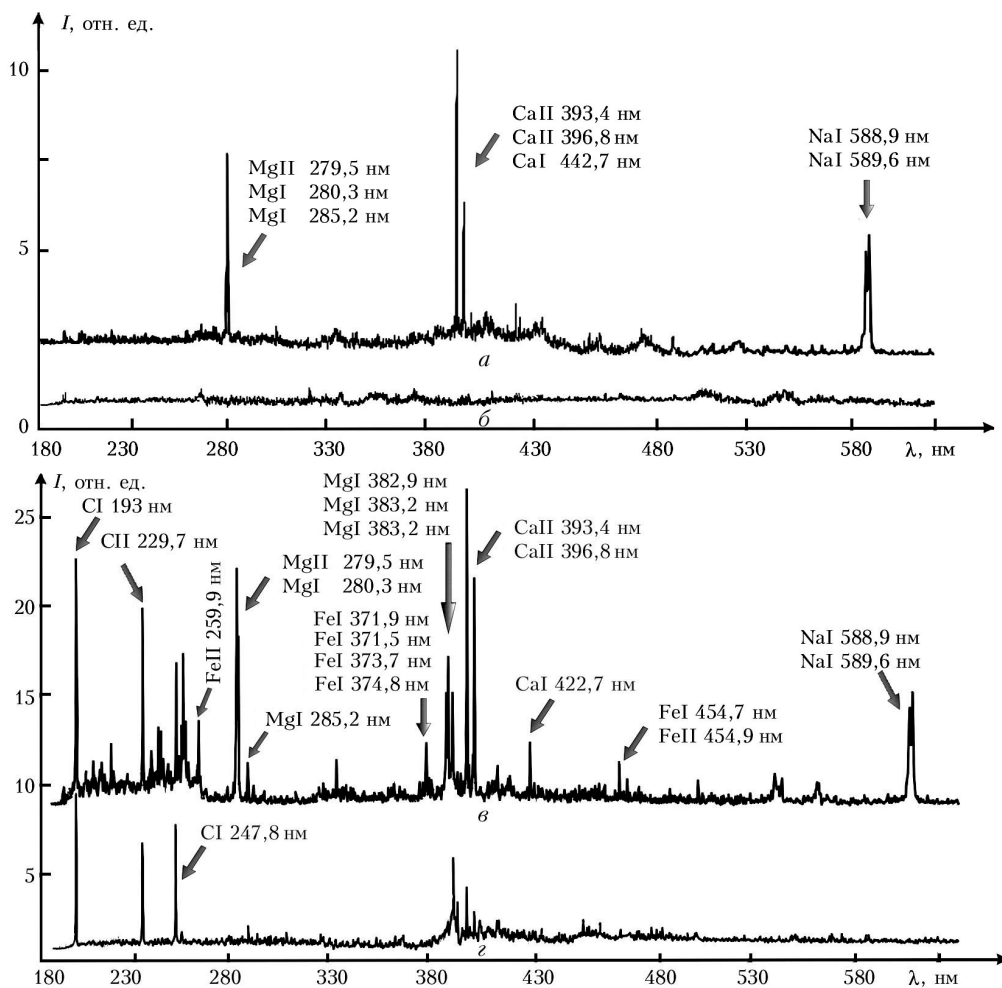 I, отн. ед.
10
5
0
MgII 279,5 нм
MgI 280,3 нм
MgI 285,2 нм
CaII 393,4 нм
CaII 396,8 нм
CaI 442,7 нм
NaI 588,9 нм
NaI 589,6 нм
а
б
180 230 280 330 380 430 480 530 580 λ, нм
I, отн. ед.
25
20
15
10
5
CI 193 нм
CII 229,7 нм
FeII 259,9 нм
MgII 279,5 нм
MgI 280,3 нм
MgI 285,2 нм
MgI 382,9 нм
MgI 383,2 нм
MgI 383,2 нм
FeI 371,9 нм
FeI 371,5 нм
FeI 373,7 нм
FeI 374,8 нм
CaII 393,4 нм
CaII 396,8 нм
CaI 422,7 нм
FeI 454,7 нм
FeII 454,9 нм
NaI 588,9 нм
NaI 589,6 нм
в
CI 247,8 нм
г
180 230 280 330 380 430 480 530 580 λ, нм